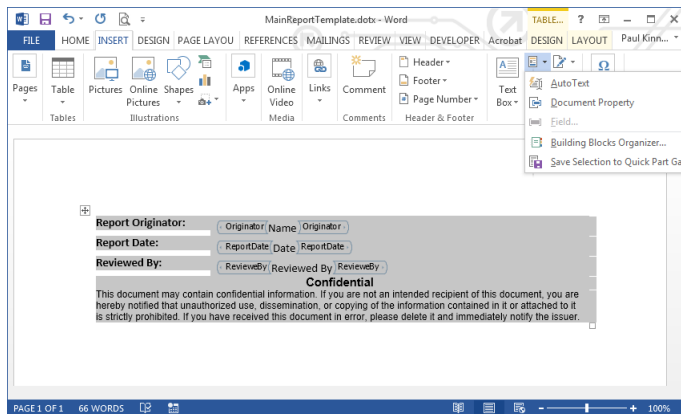 MainReportTemplate.dotx - Word
TABLE... ?
FILE HOME INSERT DESIGN PAGE LAYO REFERENCES MAILINGS REVIEW VIEW DEVELOPER Acrobat DESIGN LAYOUT Paul Kinn...
Pages
Table
Tables
Pictures Online Pictures Shapes
Illustrations
Apps
Online Video
Media
Links
Comment
Comments
Header
Footer
Page Number
Header & Footer
Text Box
Ω
AutoText
Document Property
Field...
Building Blocks Organizer...
Save Selection to Quick Part Ga
Report Originator: Originator Name Originator
Report Date: ReportDate Date ReportDate
Reviewed By: RevieweBy Reviewed By RevieweBy
Confidential
This document may contain confidential information. If you are not an intended recipient of this document, you are
hereby notified that unauthorized use, dissemination, or copying of the information contained in it or attached to it
is strictly prohibited. If you have received this document in error, please delete it and immediately notify the issuer.
PAGE 1 OF 1 66 WORDS 100%